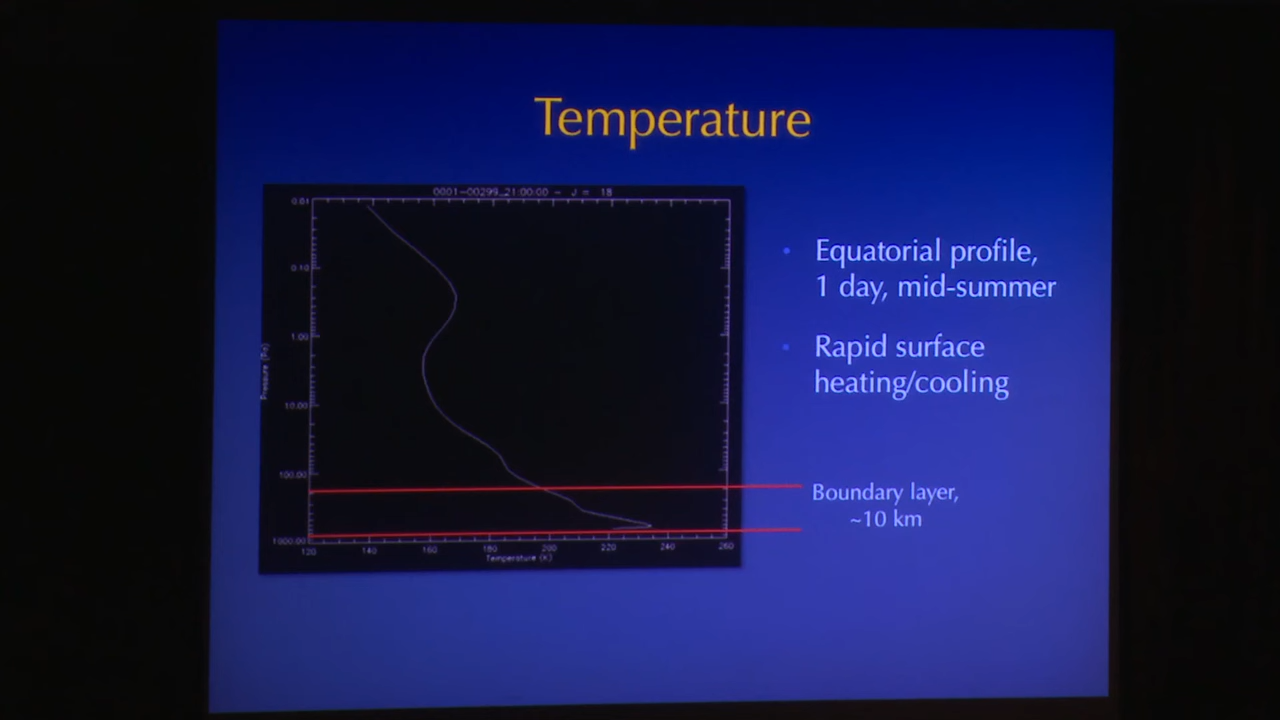 Temperature
0001-00299_21:00:00 - J = 18
0.01
0.10
1.00
10.00
100.00
1000.00
Pressure (Pa)
120 140 160 180 200 220 240 260
Temperature (K)
• Equatorial profile,
1 day, mid-summer
• Rapid surface
heating/cooling
Boundary layer,
~10 km